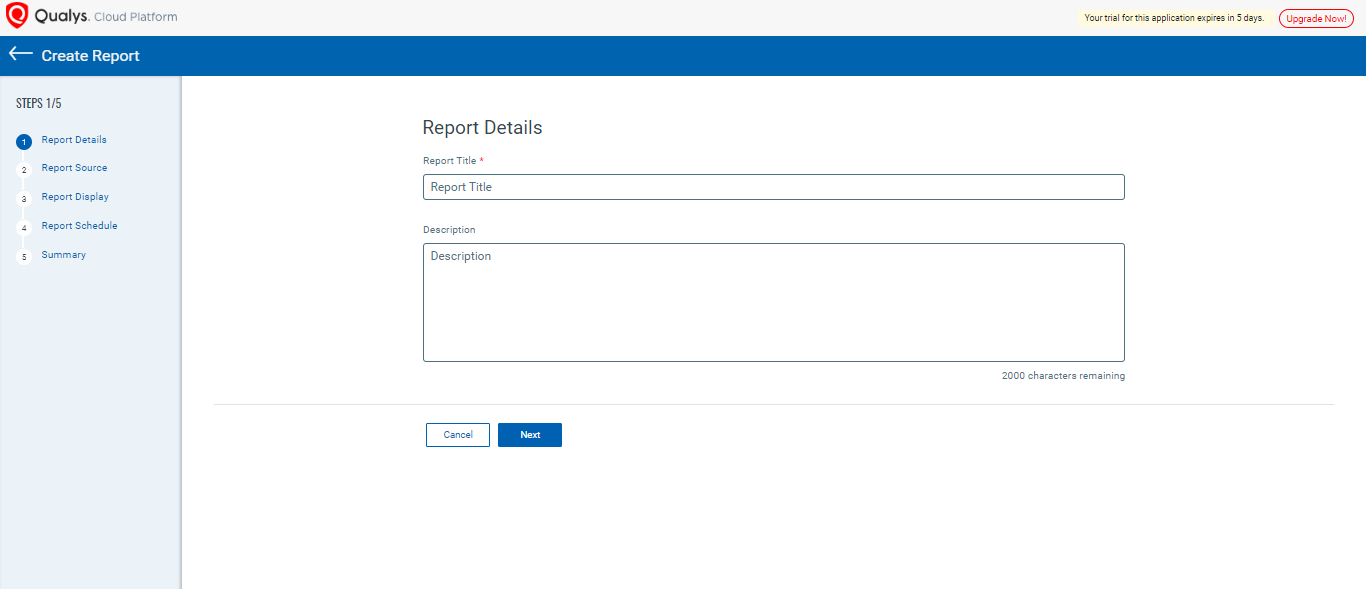 Qualys. Cloud Platform
Your trial for this application expires in 5 days.
Upgrade Now!
Create Report
STEPS 1/5
1 Report Details
2 Report Source
3 Report Display
4 Report Schedule
5 Summary
Report Details
Report Title *
Report Title
Description
Description
2000 characters remaining
Cancel
Next